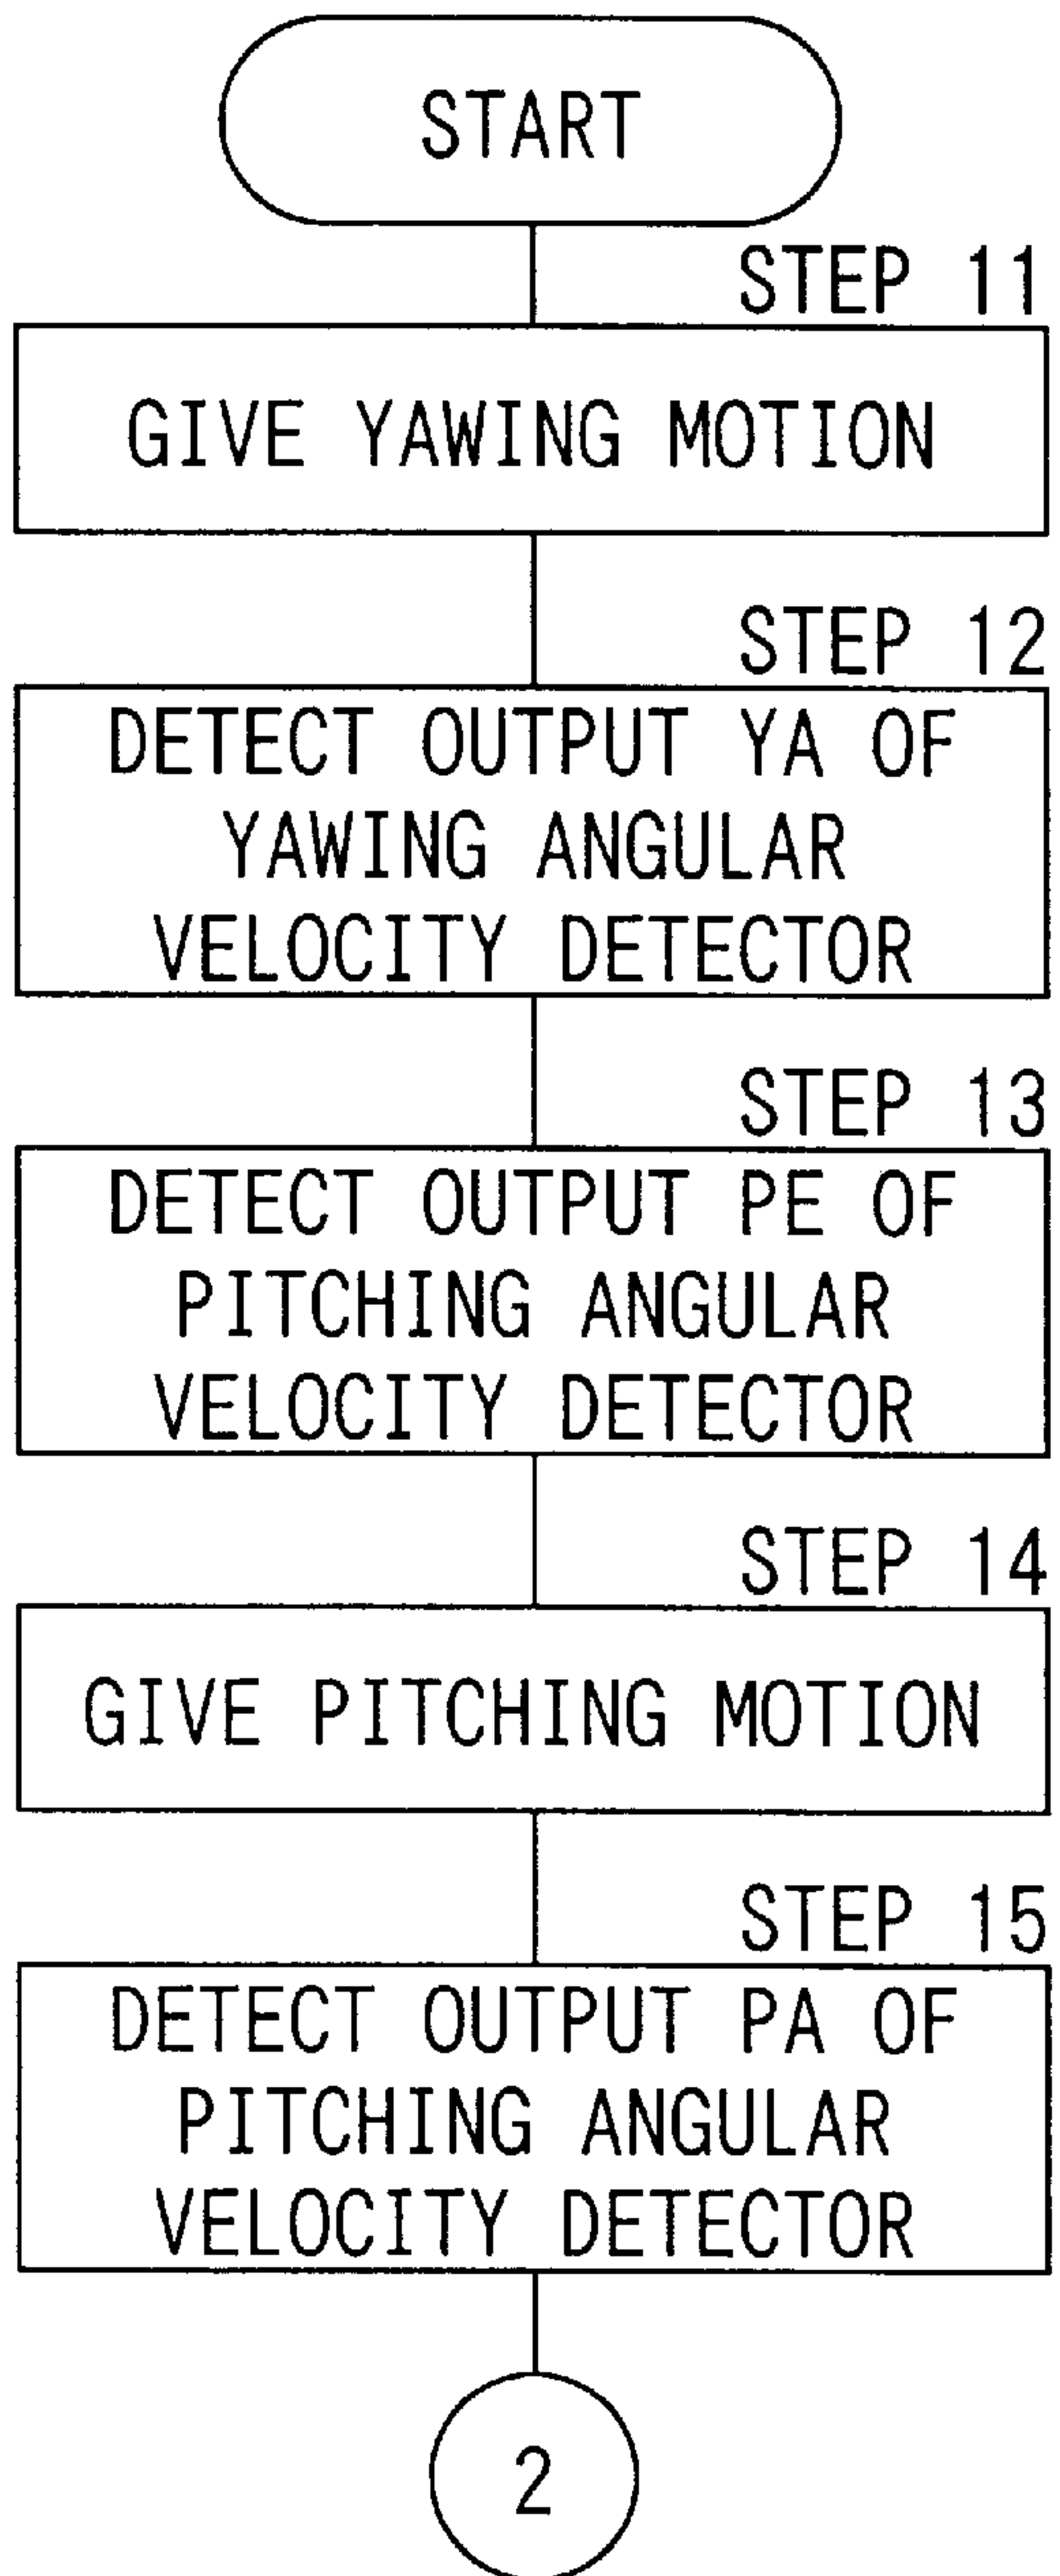 START
STEP 11
GIVE YAWING MOTION
STEP 12
DETECT OUTPUT YA OF
YAWING ANGULAR
VELOCITY DETECTOR
STEP 13
DETECT OUTPUT PE OF
PITCHING ANGULAR
VELOCITY DETECTOR
STEP 14
GIVE PITCHING MOTION
STEP 15
DETECT OUTPUT PA OF
PITCHING ANGULAR
VELOCITY DETECTOR
2